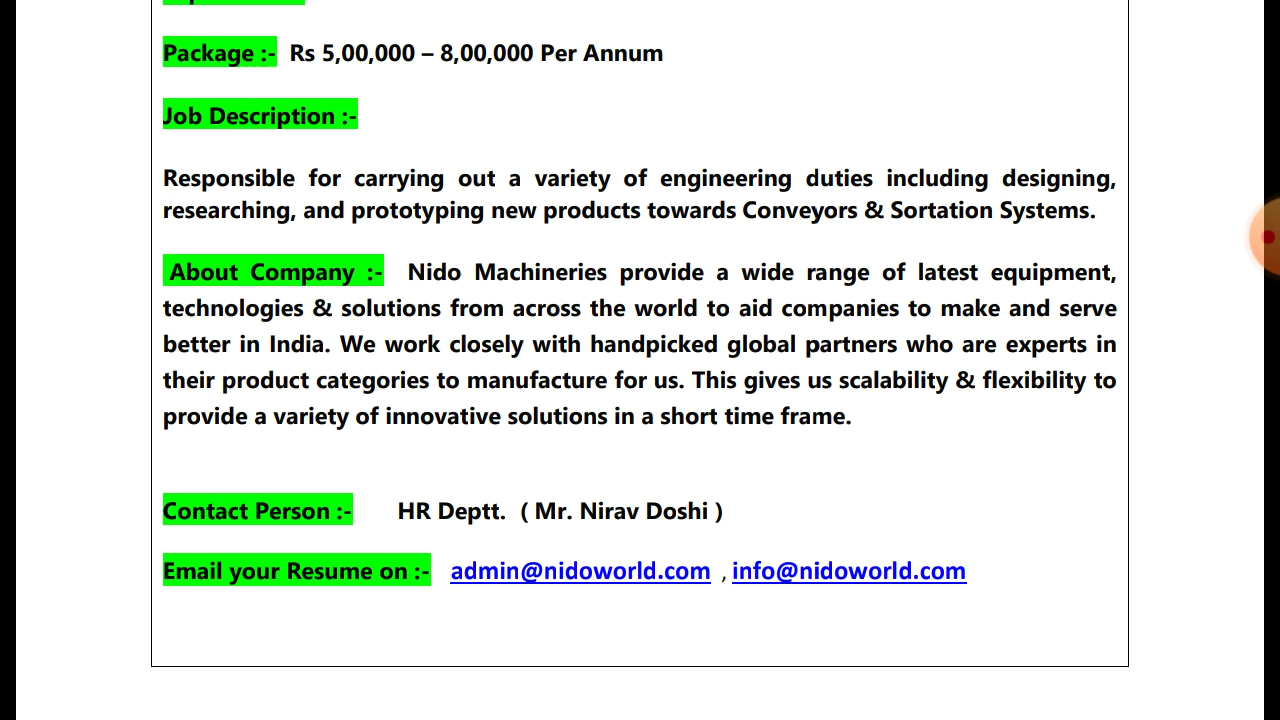 Package :- Rs 5,00,000 – 8,00,000 Per Annum
Job Description :-
Responsible for carrying out a variety of engineering duties including designing,
researching, and prototyping new products towards Conveyors & Sortation Systems.
About Company :- Nido Machineries provide a wide range of latest equipment,
technologies & solutions from across the world to aid companies to make and serve
better in India. We work closely with handpicked global partners who are experts in
their product categories to manufacture for us. This gives us scalability & flexibility to
provide a variety of innovative solutions in a short time frame.
Contact Person :- HR Deptt. ( Mr. Nirav Doshi )
Email your Resume on :- admin@nidoworld.com , info@nidoworld.com